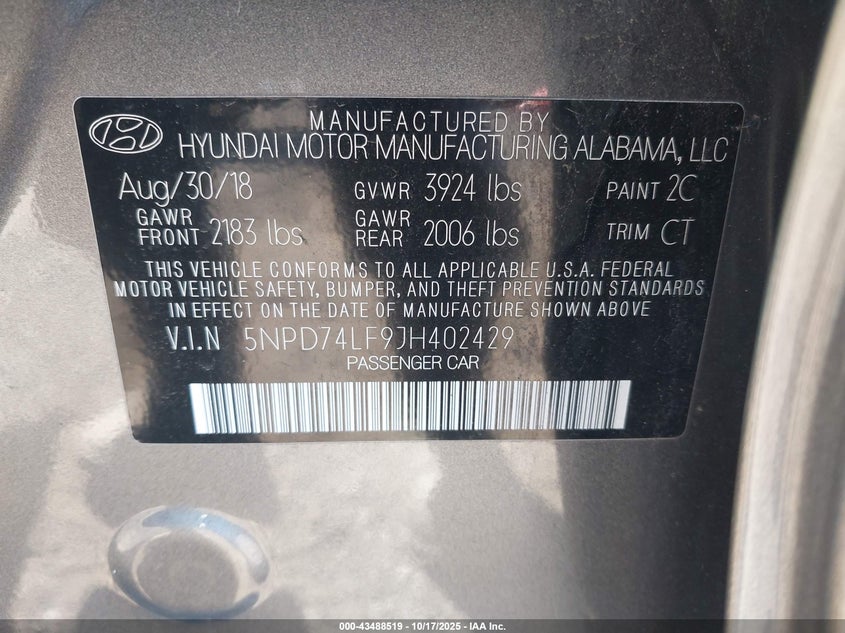 MANUFACTURED BY
HYUNDAI MOTOR MANUFACTURING ALABAMA, LLC
Aug/30/18 GVWR 3924 lbs PAINT 2C
GAWR FRONT 2183 lbs GAWR REAR 2006 lbs TRIM CT
THIS VEHICLE CONFORMS TO ALL APPLICABLE U.S.A. FEDERAL
MOTOR VEHICLE SAFETY, BUMPER, AND THEFT PREVENTION STANDARDS
IN EFFECT ON THE DATE OF MANUFACTURE SHOWN ABOVE
V.I.N 5NPD74LF9JH402429
PASSENGER CAR
000-43488519 - 10/17/2025 - IAA Inc.